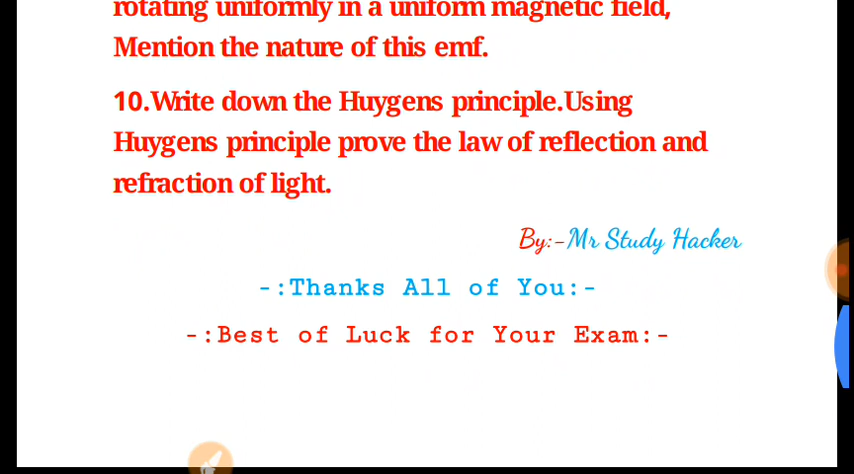 rotating uniformly in a uniform magnetic field,
Mention the nature of this emf.
10.Write down the Huygens principle.Using
Huygens principle prove the law of reflection and
refraction of light.
By:-Mr Study Hacker
-:Thanks All of You:-
-:Best of Luck for Your Exam:-